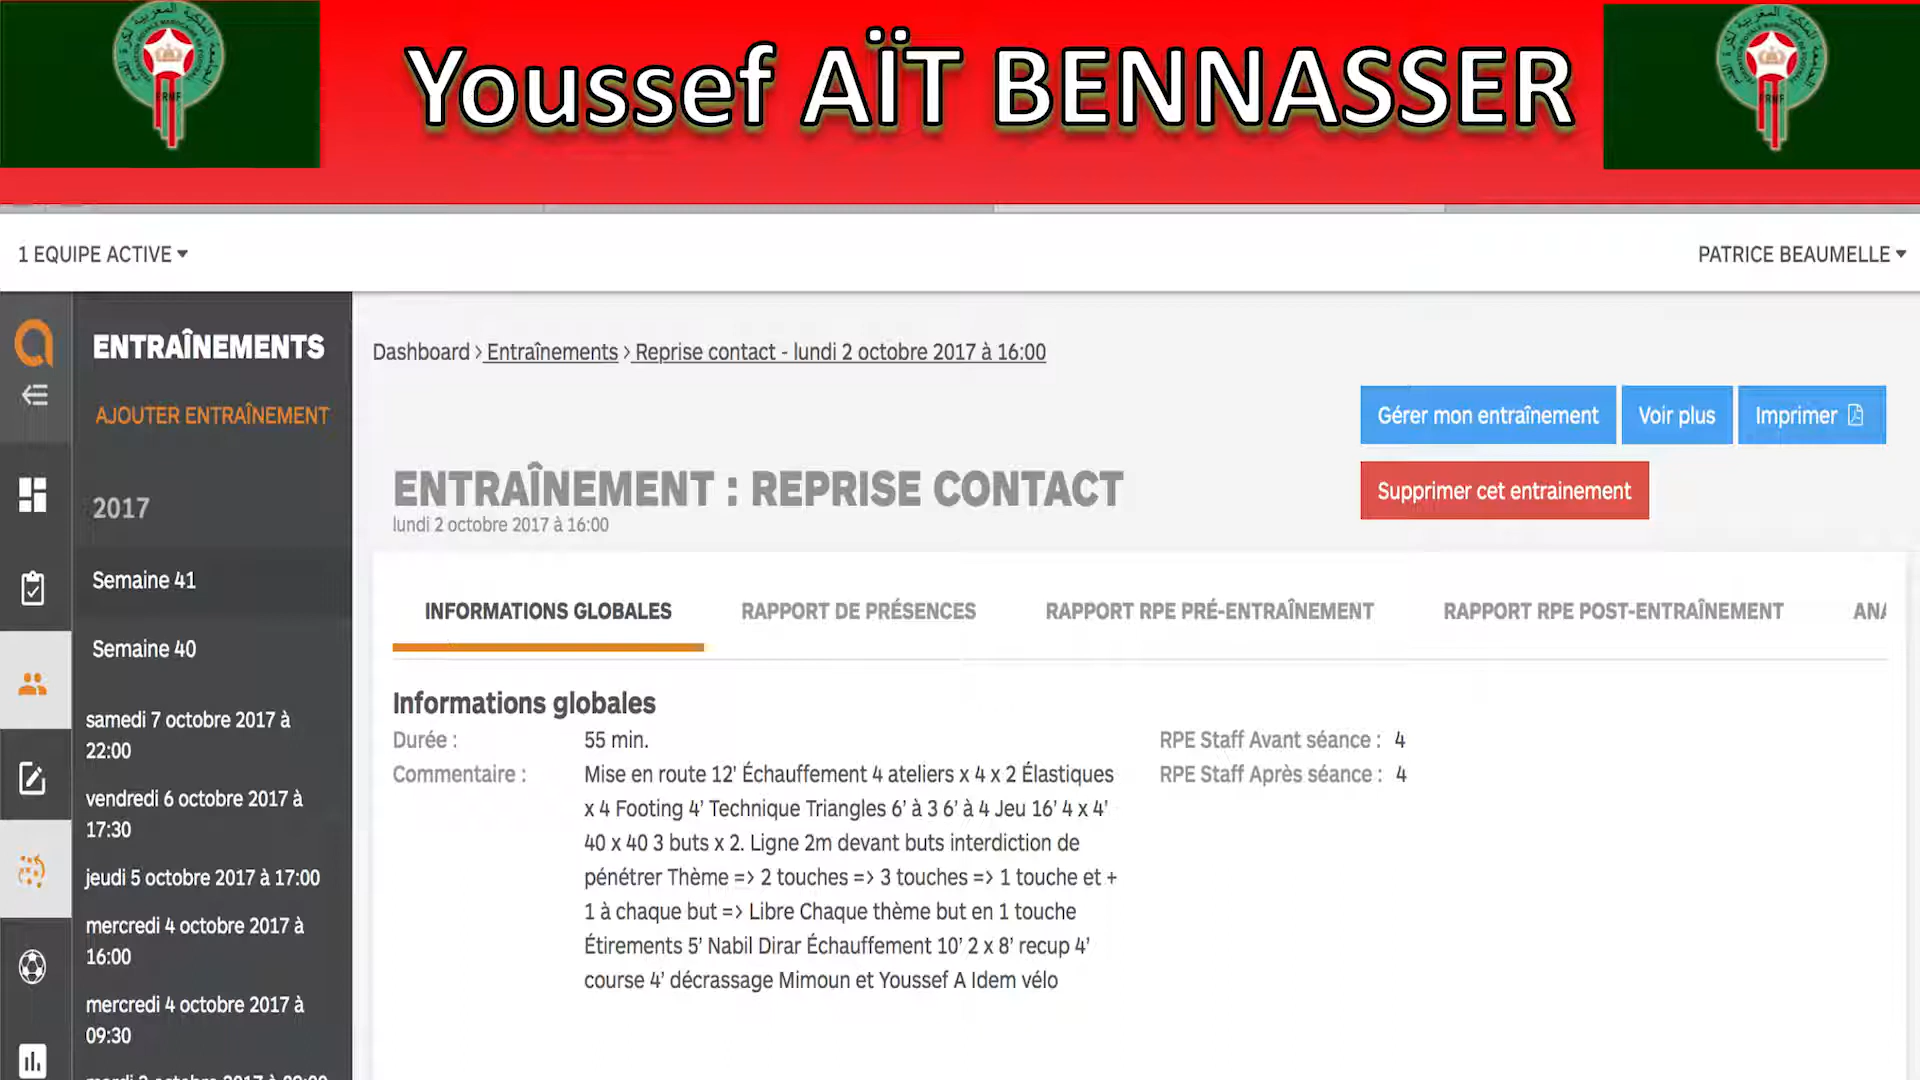 Youssef AÏT BENNASSER
FRMF
FRMF
1 EQUIPE ACTIVE
PATRICE BEAUMELLE
ENTRAÎNEMENTS
AJOUTER ENTRAÎNEMENT
2017
Semaine 41
Semaine 40
samedi 7 octobre 2017 à
22:00
vendredi 6 octobre 2017 à
17:30
jeudi 5 octobre 2017 à 17:00
mercredi 4 octobre 2017 à
16:00
mercredi 4 octobre 2017 à
09:30
Dashboard > Entraînements > Reprise contact - lundi 2 octobre 2017 à 16:00
Gérer mon entraînement
Voir plus
Imprimer
Supprimer cet entrainement
ENTRAÎNEMENT : REPRISE CONTACT
lundi 2 octobre 2017 à 16:00
INFORMATIONS GLOBALES
RAPPORT DE PRÉSENCES
RAPPORT RPE PRÉ-ENTRAÎNEMENT
RAPPORT RPE POST-ENTRAÎNEMENT
Informations globales
Durée : 55 min.
Commentaire : Mise en route 12' Échauffement 4 ateliers x 4 x 2 Élastiques
x 4 Footing 4' Technique Triangles 6' à 3 6' à 4 Jeu 16' 4 x 4'
40 x 40 3 buts x 2. Ligne 2m devant buts interdiction de
pénétrer Thème => 2 touches => 3 touches => 1 touche et +
1 à chaque but => Libre Chaque thème but en 1 touche
Étirements 5' Nabil Dirar Échauffement 10' 2 x 8' recup 4'
course 4' décrassage Mimoun et Youssef A Idem vélo
RPE Staff Avant séance : 4
RPE Staff Après séance : 4